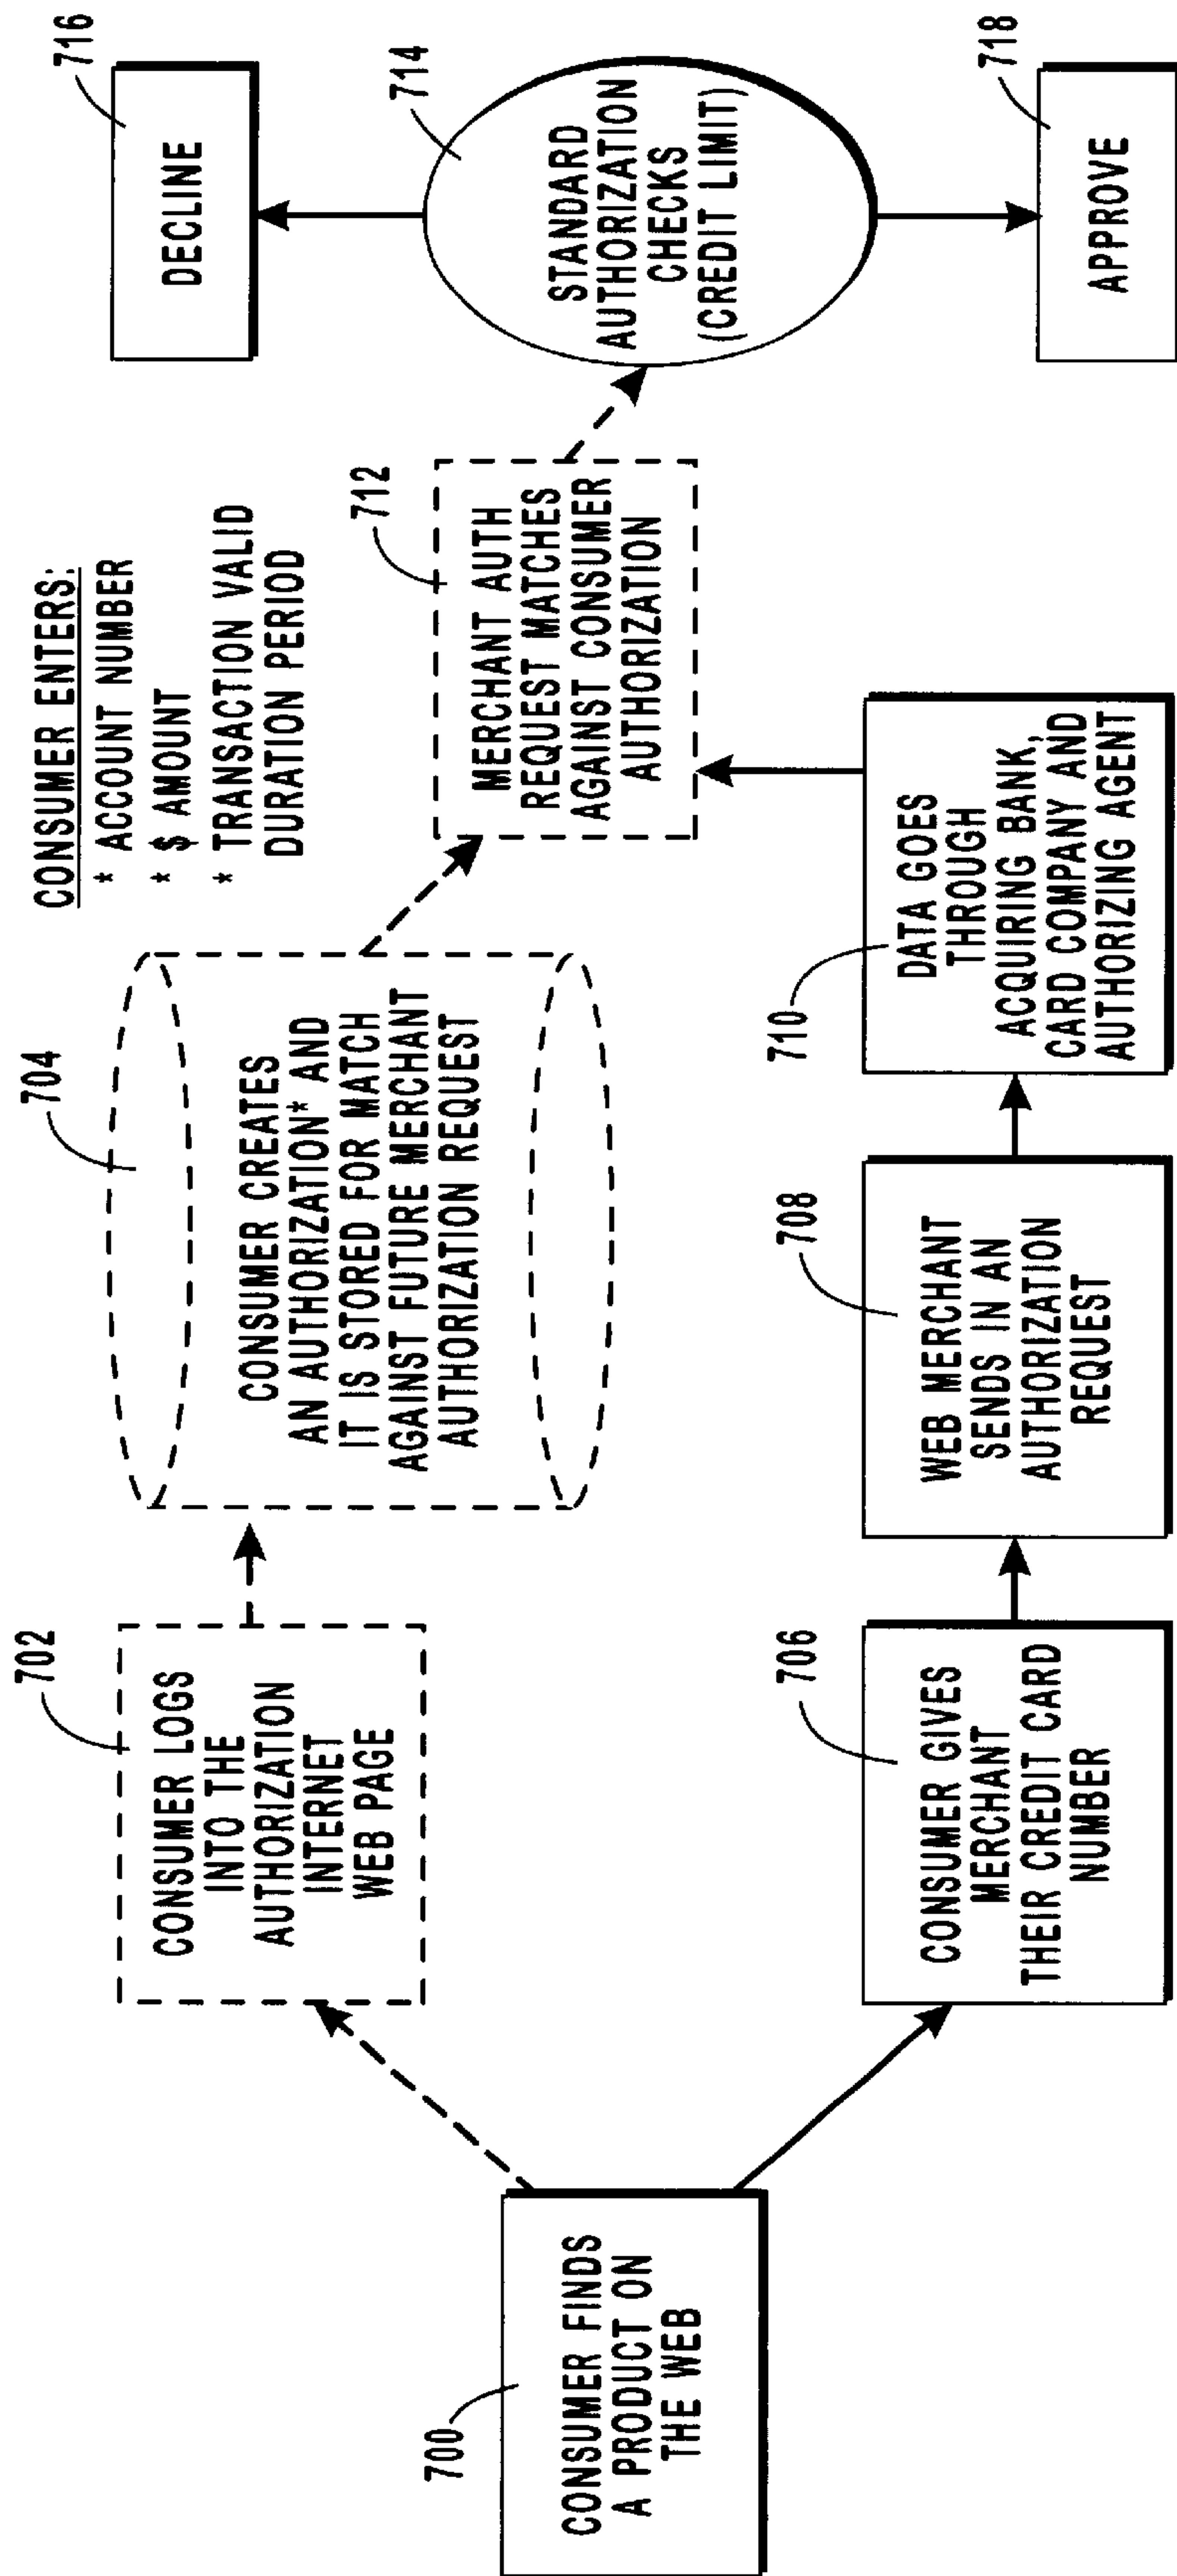 700
CONSUMER FINDS
A PRODUCT ON
THE WEB
702
CONSUMER LOGS
INTO THE
AUTHORIZATION
INTERNET
WEB PAGE
704
CONSUMER CREATES
AN AUTHORIZATION* AND
IT IS STORED FOR MATCH
AGAINST FUTURE MERCHANT
AUTHORIZATION REQUEST
CONSUMER ENTERS:
* ACCOUNT NUMBER
* $ AMOUNT
* TRANSACTION VALID
DURATION PERIOD
706
CONSUMER GIVES
MERCHANT
THEIR CREDIT CARD
NUMBER
708
WEB MERCHANT
SENDS IN AN
AUTHORIZATION
REQUEST
710
DATA GOES
THROUGH
ACQUIRING BANK,
CARD COMPANY AND
AUTHORIZING AGENT
712
MERCHANT AUTH
REQUEST MATCHES
AGAINST CONSUMER
AUTHORIZATION
714
STANDARD
AUTHORIZATION
CHECKS
(CREDIT LIMIT)
716
DECLINE
718
APPROVE